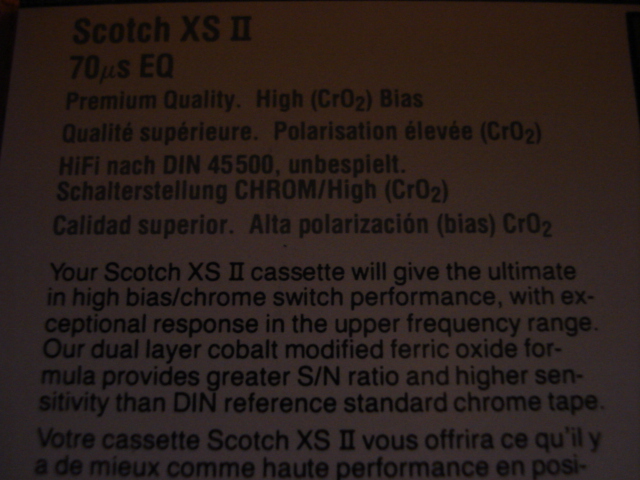 Scotch XS II
70μs EQ
Premium Quality. High (CrO₂) Bias
Qualité supérieure. Polarisation élevée (CrO₂)
HiFi nach DIN 45500, unbespielt.
Schalterstellung CHROM/High (CrO₂)
Calidad superior. Alta polarización (bias) CrO₂
Your Scotch XS II cassette will give the ultimate
in high bias/chrome switch performance, with ex-
ceptional response in the upper frequency range.
Our dual layer cobalt modified ferric oxide for-
mula provides greater S/N ratio and higher sen-
sitivity than DIN reference standard chrome tape.
Votre cassette Scotch XS II vous offrira ce qu'il y
a de mieux comme haute performance en posi-